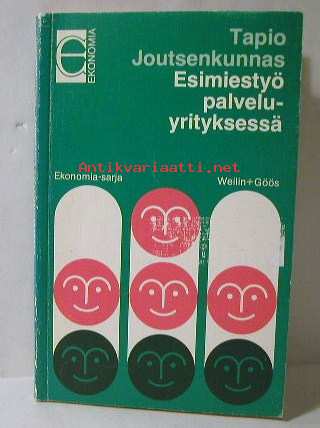 EKONOMIA
Tapio
Joutsenkunnas
Esimiestyö
palvelu-
yrityksessä
Antikvariaatti.net
Ekonomia-sarja
Weilin+Göös